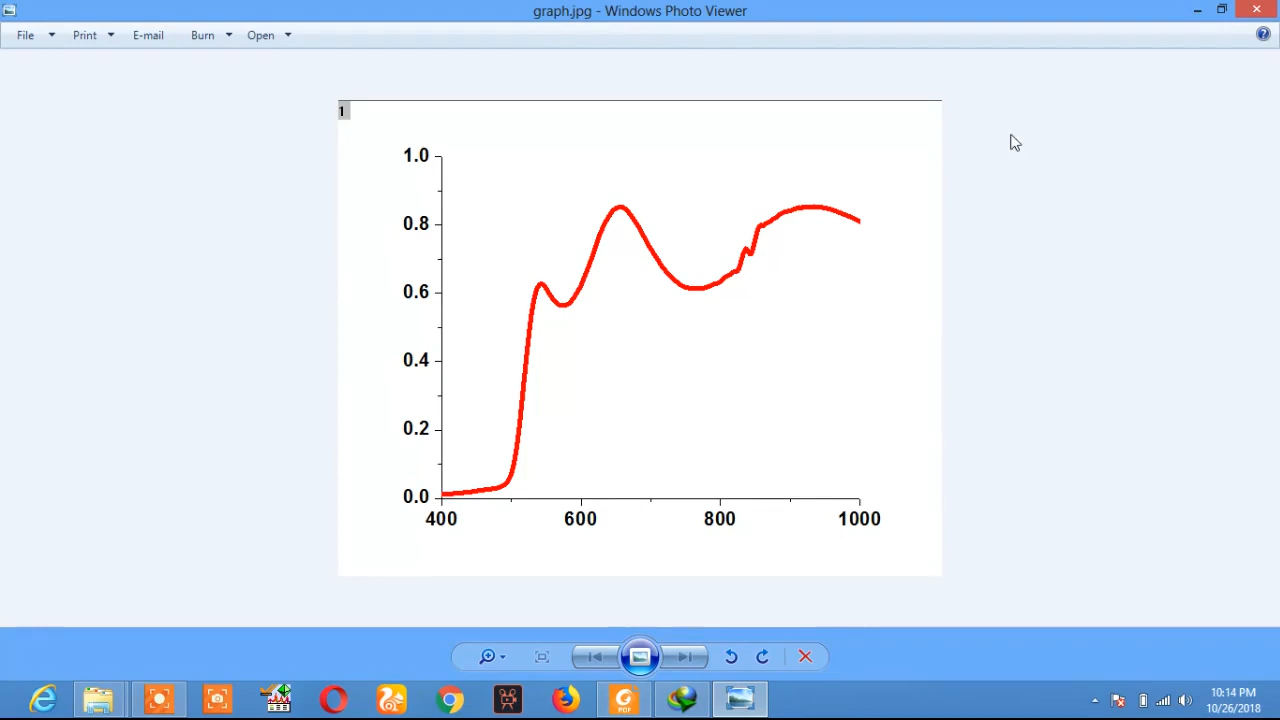 graph.jpg - Windows Photo Viewer
File Print E-mail Burn Open
1
1.0
0.8
0.6
0.4
0.2
0.0
400 600 800 1000
PDF
10:14 PM
10/26/2018